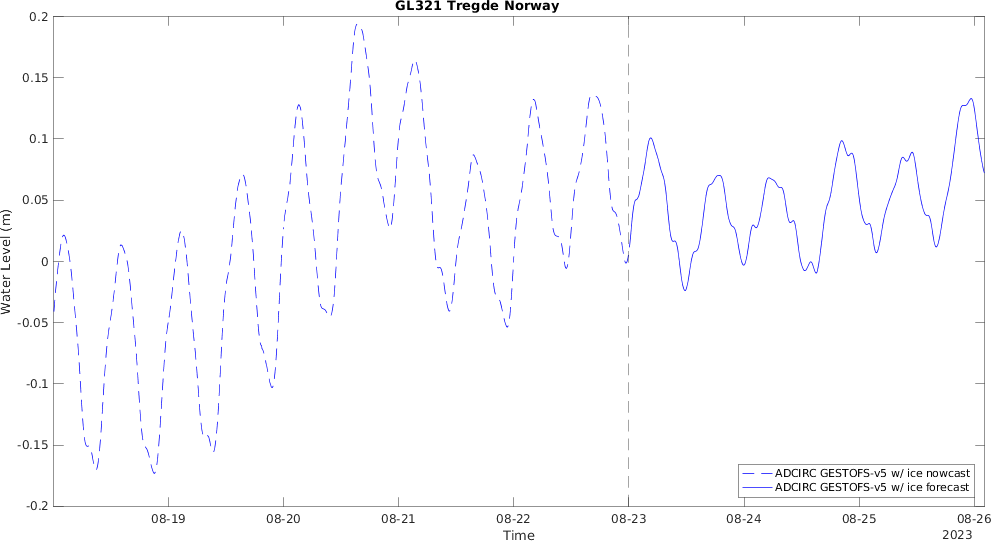 GL321 Tregde Norway
0.2
0.15
0.1
0.05
0
-0.05
-0.1
-0.15
-0.2
Water Level (m)
ADCIRC GESTOFS-v5 w/ ice nowcast
ADCIRC GESTOFS-v5 w/ ice forecast
08-19 08-20 08-21 08-22 08-23 08-24 08-25 08-26
Time
2023